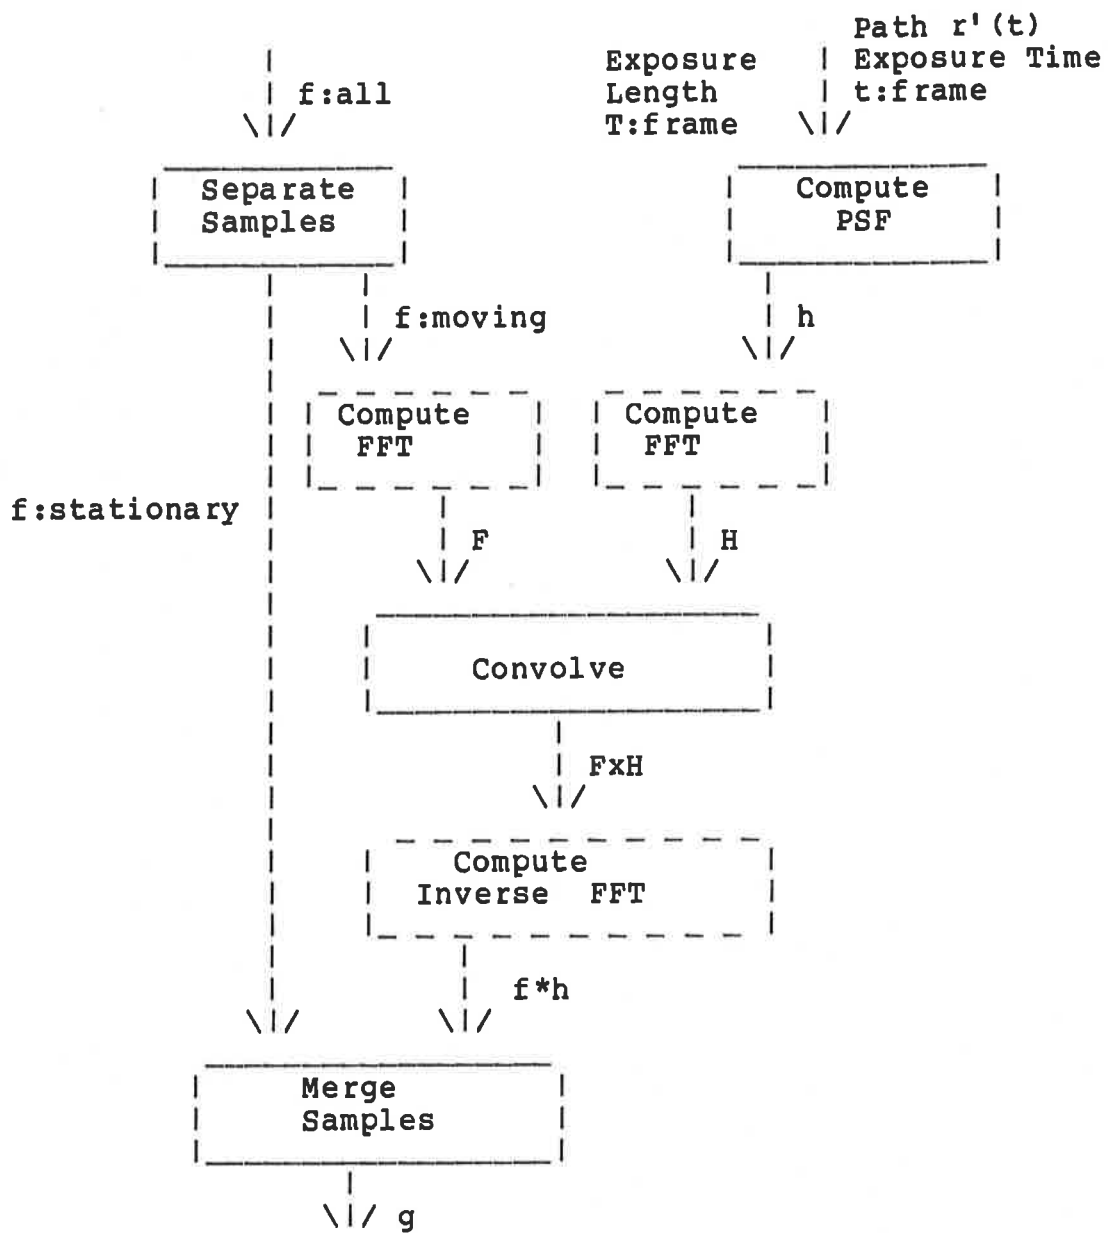 Path r'(t)
Exposure Time
t:frame
Exposure
Length
T:frame
f:all
Separate
Samples
Compute
PSF
f:moving
h
Compute
FFT
Compute
FFT
f:stationary
F
H
Convolve
FxH
Compute
Inverse FFT
f*h
Merge
Samples
g